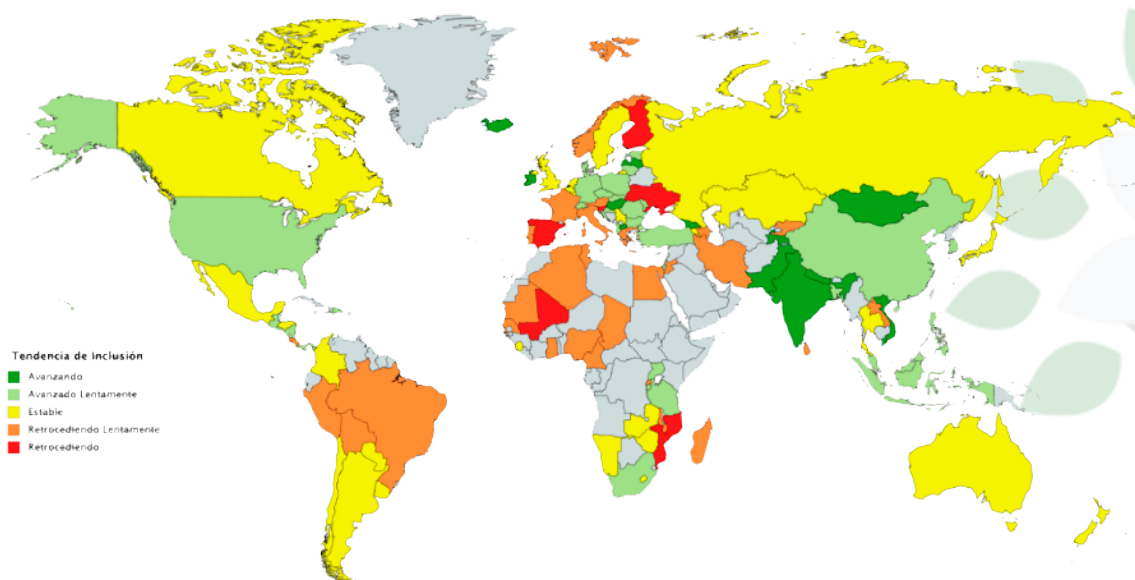 Tendencia de Inclusión
Avanzando
Avanzado Lentamente
Estable
Retrocediendo Lentamente
Retrocediendo